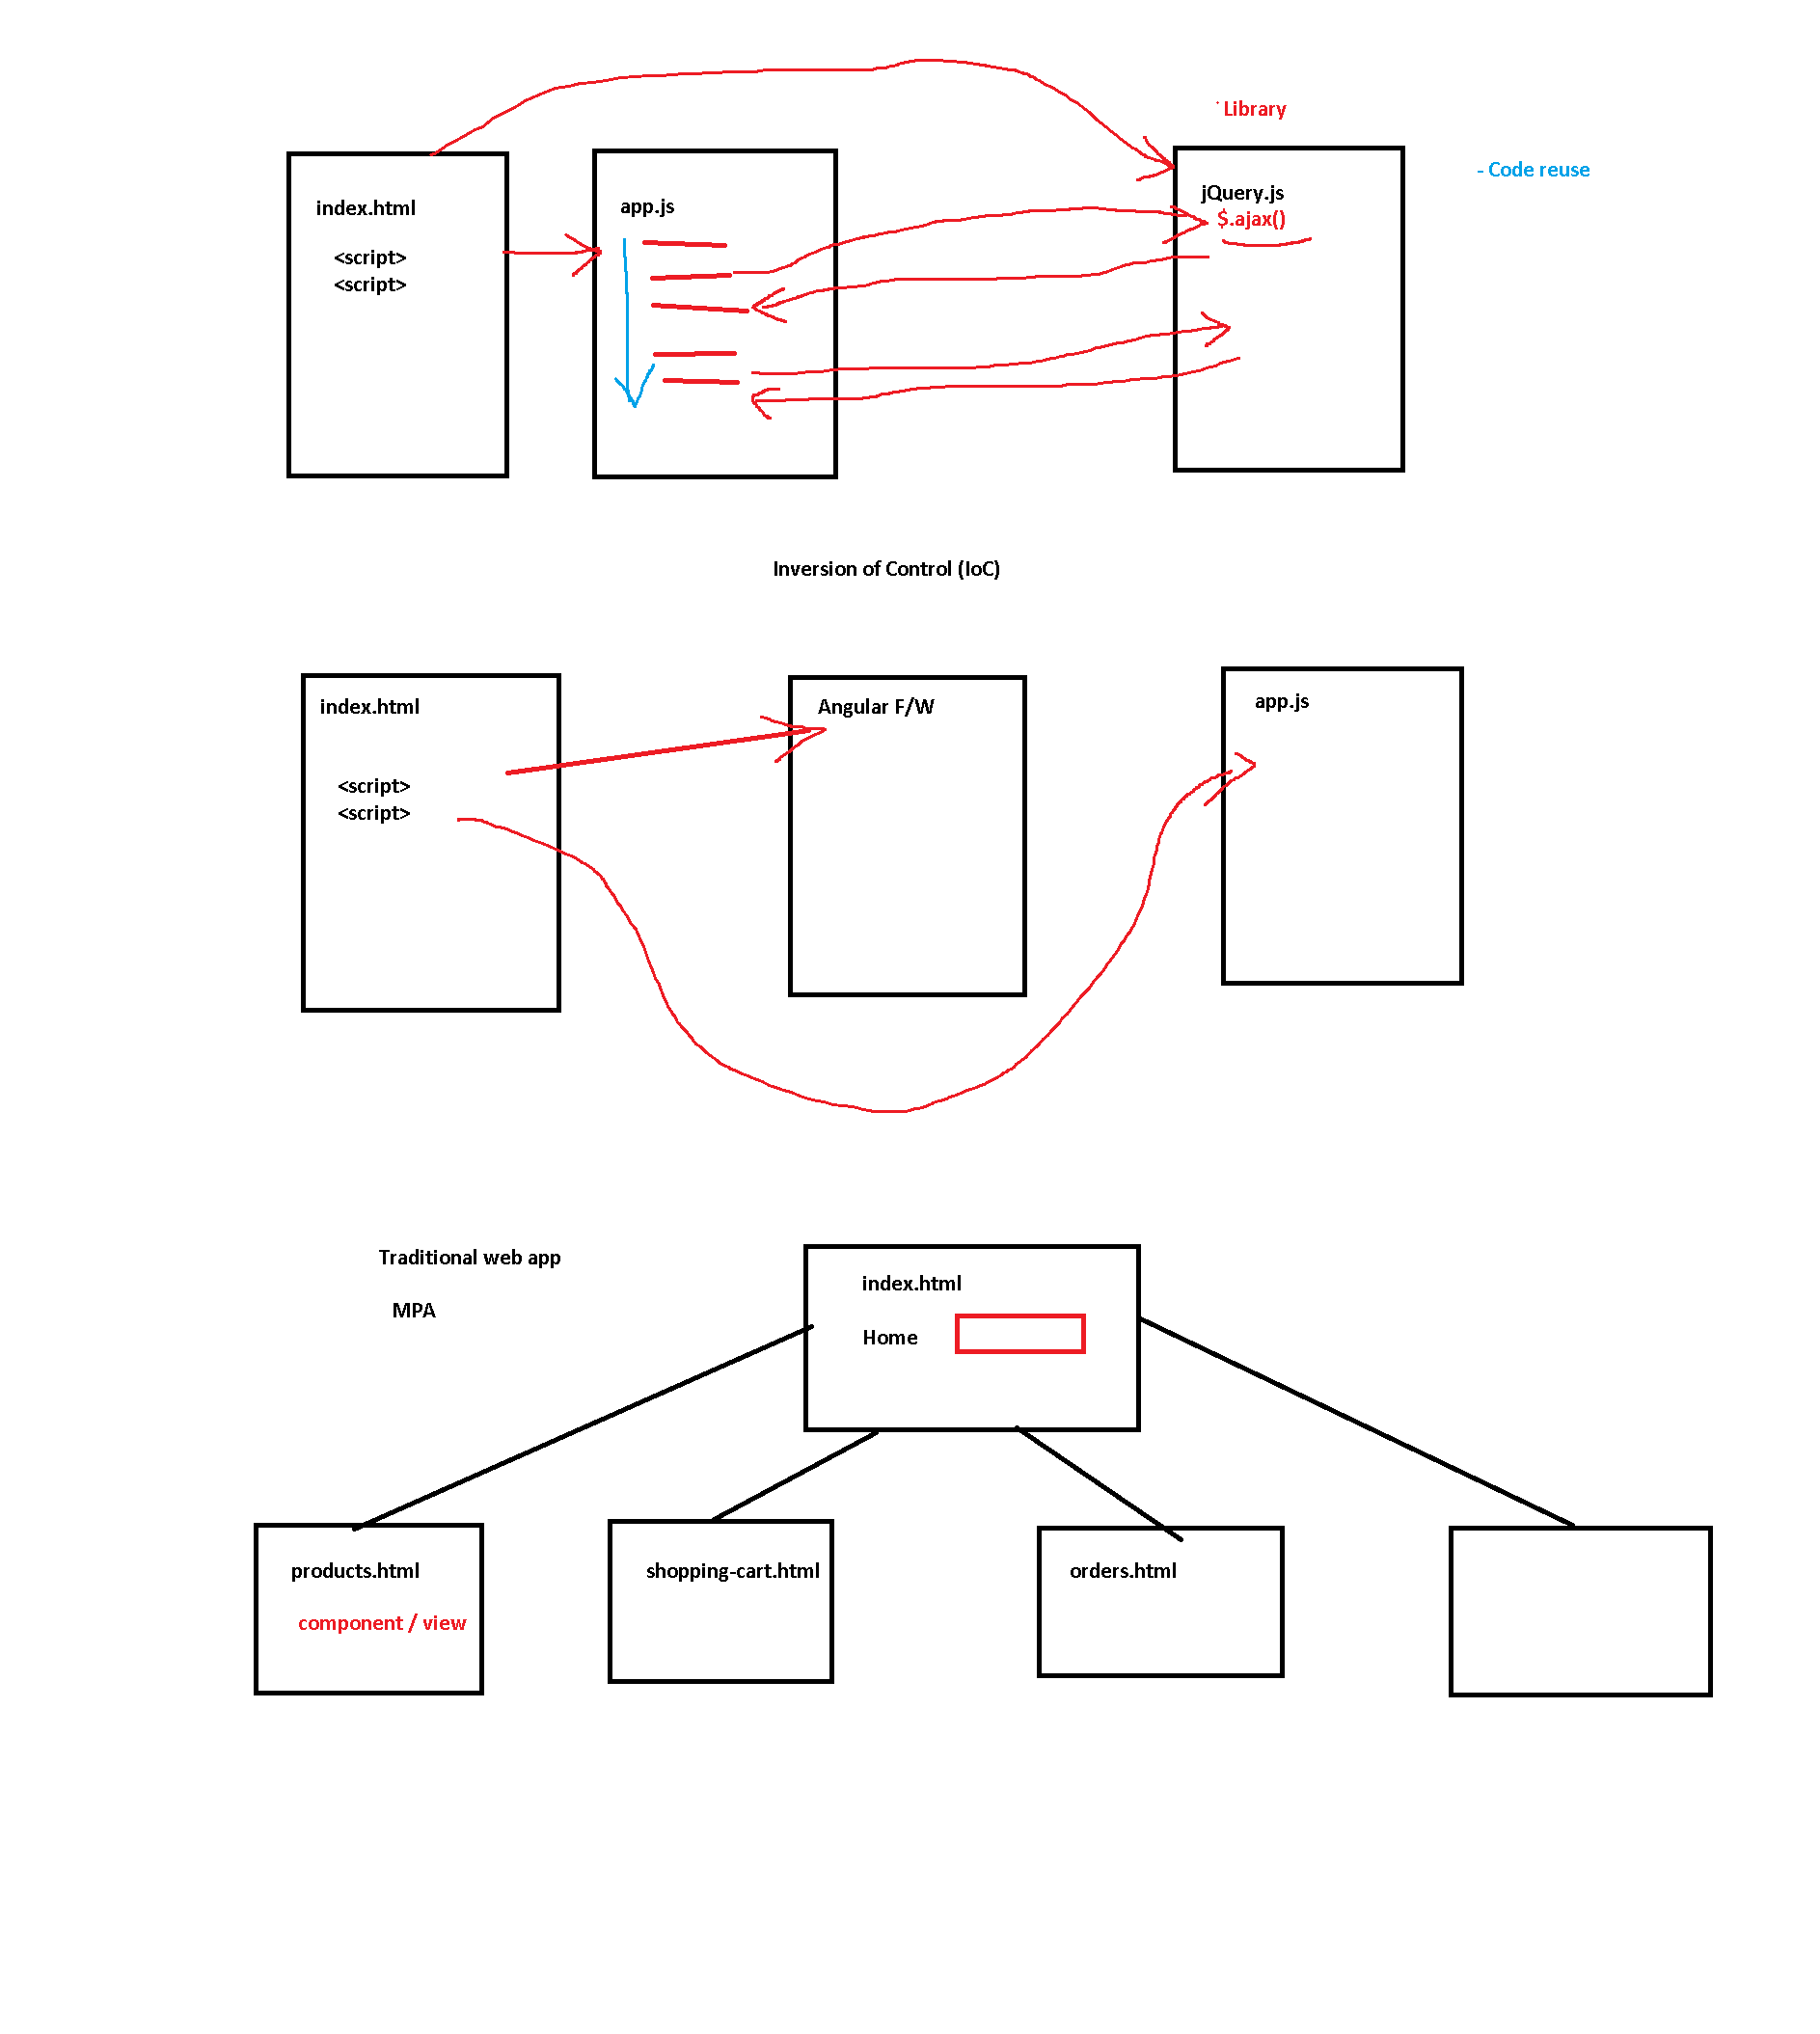 Library
- Code reuse
index.html
<script>
<script>
app.js
jQuery.js
$.ajax()
Inversion of Control (IoC)
index.html
<script>
<script>
Angular F/W
app.js
Traditional web app
MPA
index.html
Home
products.html
component / view
shopping-cart.html
orders.html